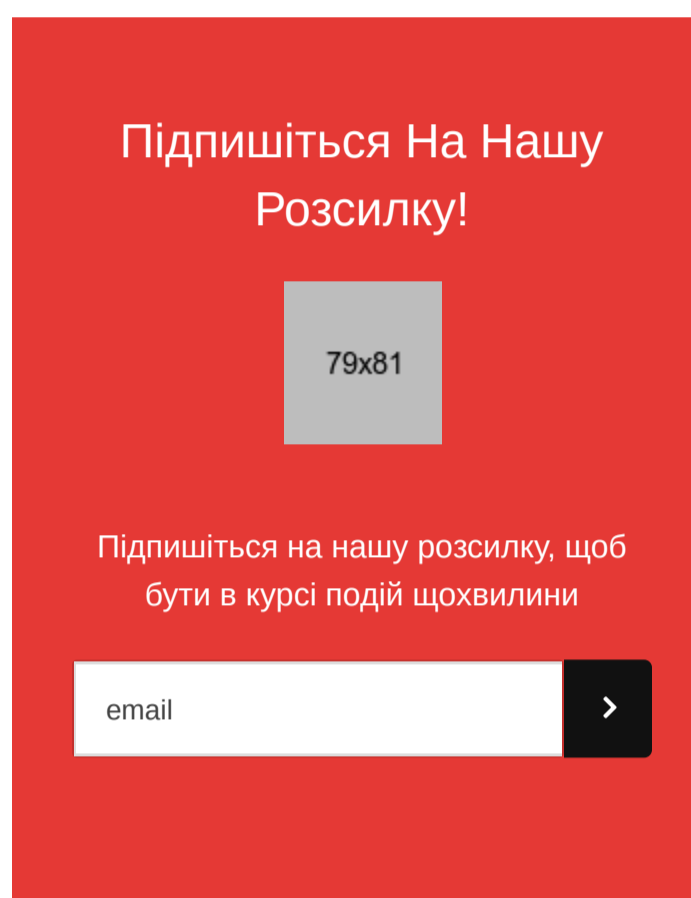 Підпишіться На Нашу
Розсилку!
79x81
Підпишіться на нашу розсилку, щоб
бути в курсі подій щохвилини
email